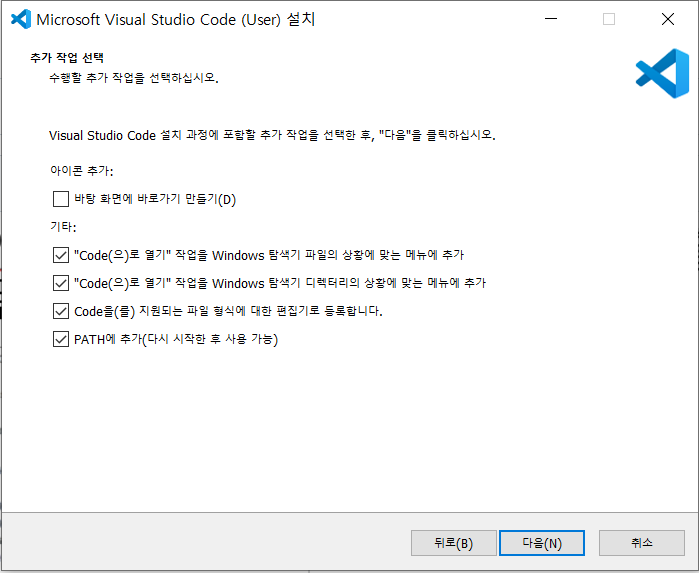 Microsoft Visual Studio Code (User) 설치
추가 작업 선택
수행할 추가 작업을 선택하십시오.
Visual Studio Code 설치 과정에 포함할 추가 작업을 선택한 후, "다음"을 클릭하십시오.
아이콘 추가:
바탕 화면에 바로가기 만들기(D)
기타:
"Code(으)로 열기" 작업을 Windows 탐색기 파일의 상황에 맞는 메뉴에 추가
"Code(으)로 열기" 작업을 Windows 탐색기 디렉터리의 상황에 맞는 메뉴에 추가
Code을(를) 지원되는 파일 형식에 대한 편집기로 등록합니다.
PATH에 추가(다시 시작한 후 사용 가능)
뒤로(B) 다음(N) 취소